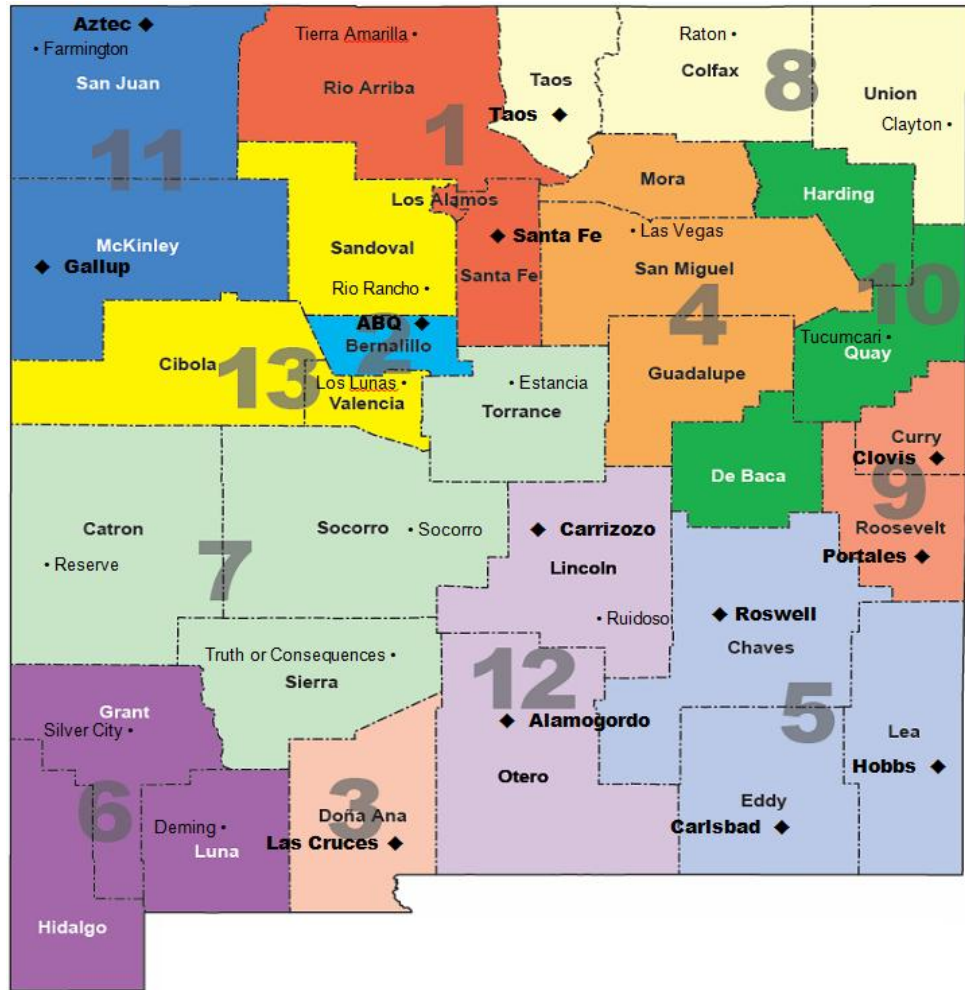 Aztec
Farmington
San Juan
11
Tierra Amarilla
Rio Arriba
1
Taos
Taos
Raton
Colfax
8
Union
Clayton
McKinley
Gallup
Sandoval
Rio Rancho
Los Alamos
Santa Fe
Santa Fe
Mora
Las Vegas
San Miguel
4
Guadalupe
Harding
10
Tucumcari
Quay
ABQ
2
Bernalillo
Cibola
13
Los Lunas
Valencia
Estancia
Torrance
De Baca
Curry
Clovis
9
Roosevelt
Portales
Catron
Reserve
7
Socorro
Socorro
Truth or Consequences
Sierra
Carrizozo
Lincoln
Ruidoso
12
Alamogordo
Otero
Roswell
Chaves
5
Lea
Hobbs
Eddy
Carlsbad
Grant
Silver City
6
Deming
Luna
Hidalgo
3
Doña Ana
Las Cruces